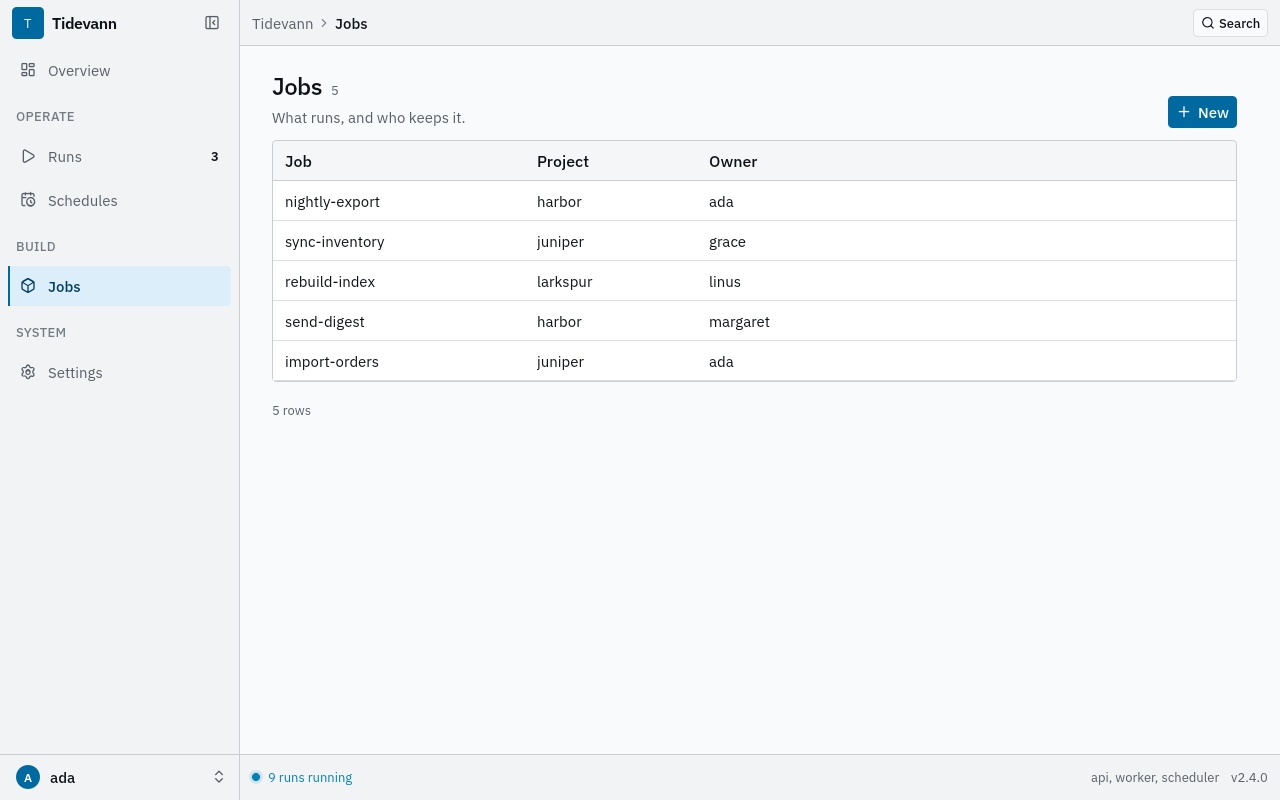 T Tidevann
Overview
OPERATE
Runs 3
Schedules
BUILD
Jobs
SYSTEM
Settings
A ada
Tidevann > Jobs
Search
Jobs 5
What runs, and who keeps it.
New
Job Project Owner
nightly-export harbor ada
sync-inventory juniper grace
rebuild-index larkspur linus
send-digest harbor margaret
import-orders juniper ada
5 rows
9 runs running
api, worker, scheduler v2.4.0